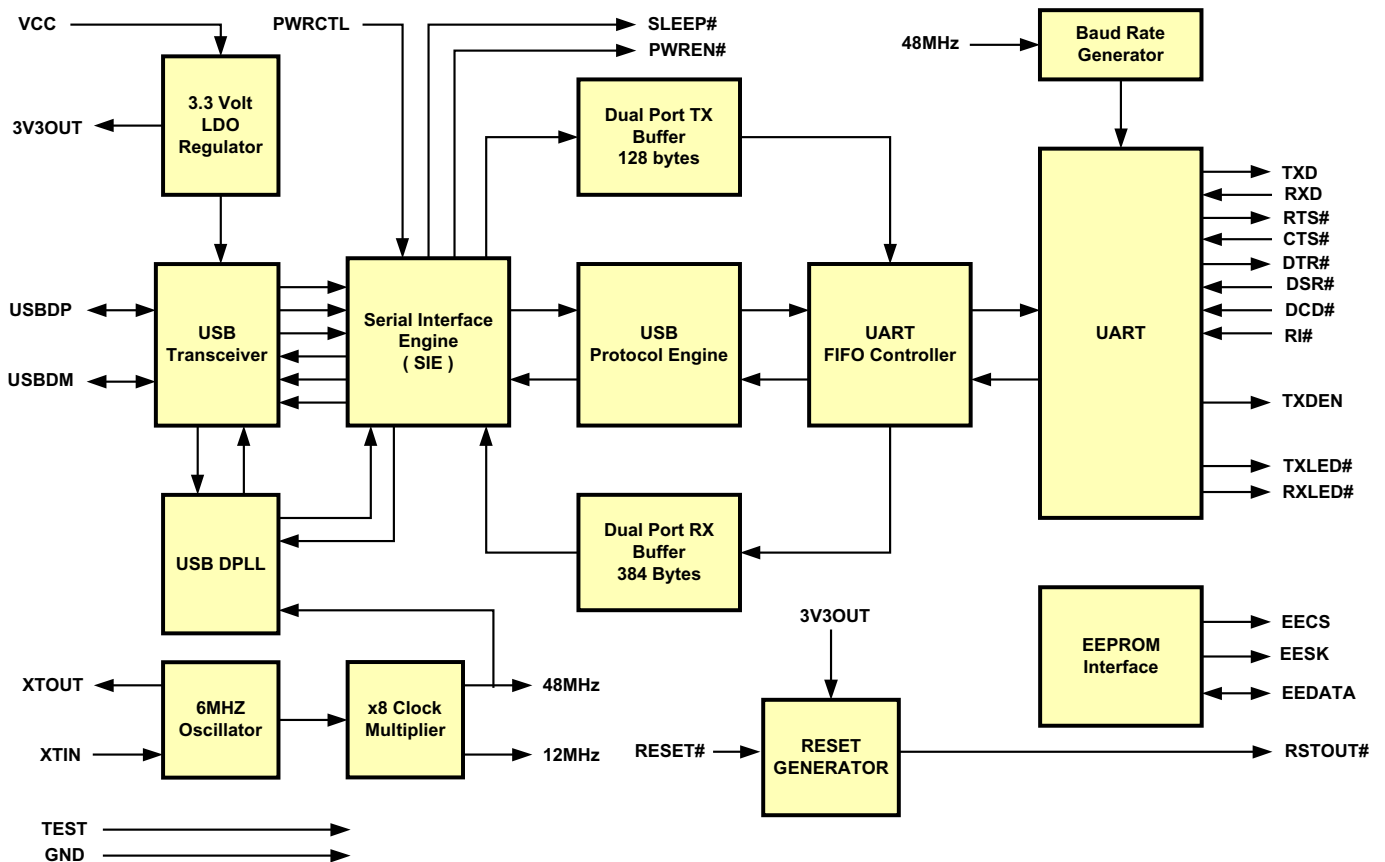 VCC
PWRCTL
SLEEP#
PWREN#
48MHz
Baud Rate
Generator
3V3OUT
3.3 Volt
LDO
Regulator
Dual Port TX
Buffer
128 bytes
USBDP
USBDM
USB
Transceiver
Serial Interface
Engine
( SIE )
USB
Protocol Engine
UART
FIFO Controller
UART
TXD
RXD
RTS#
CTS#
DTR#
DSR#
DCD#
RI#
TXDEN
TXLED#
RXLED#
USB DPLL
Dual Port RX
Buffer
384 Bytes
XTOUT
XTIN
6MHZ
Oscillator
x8 Clock
Multiplier
48MHz
12MHz
3V3OUT
RESET#
RESET
GENERATOR
RSTOUT#
EEPROM
Interface
EECS
EESK
EEDATA
TEST
GND